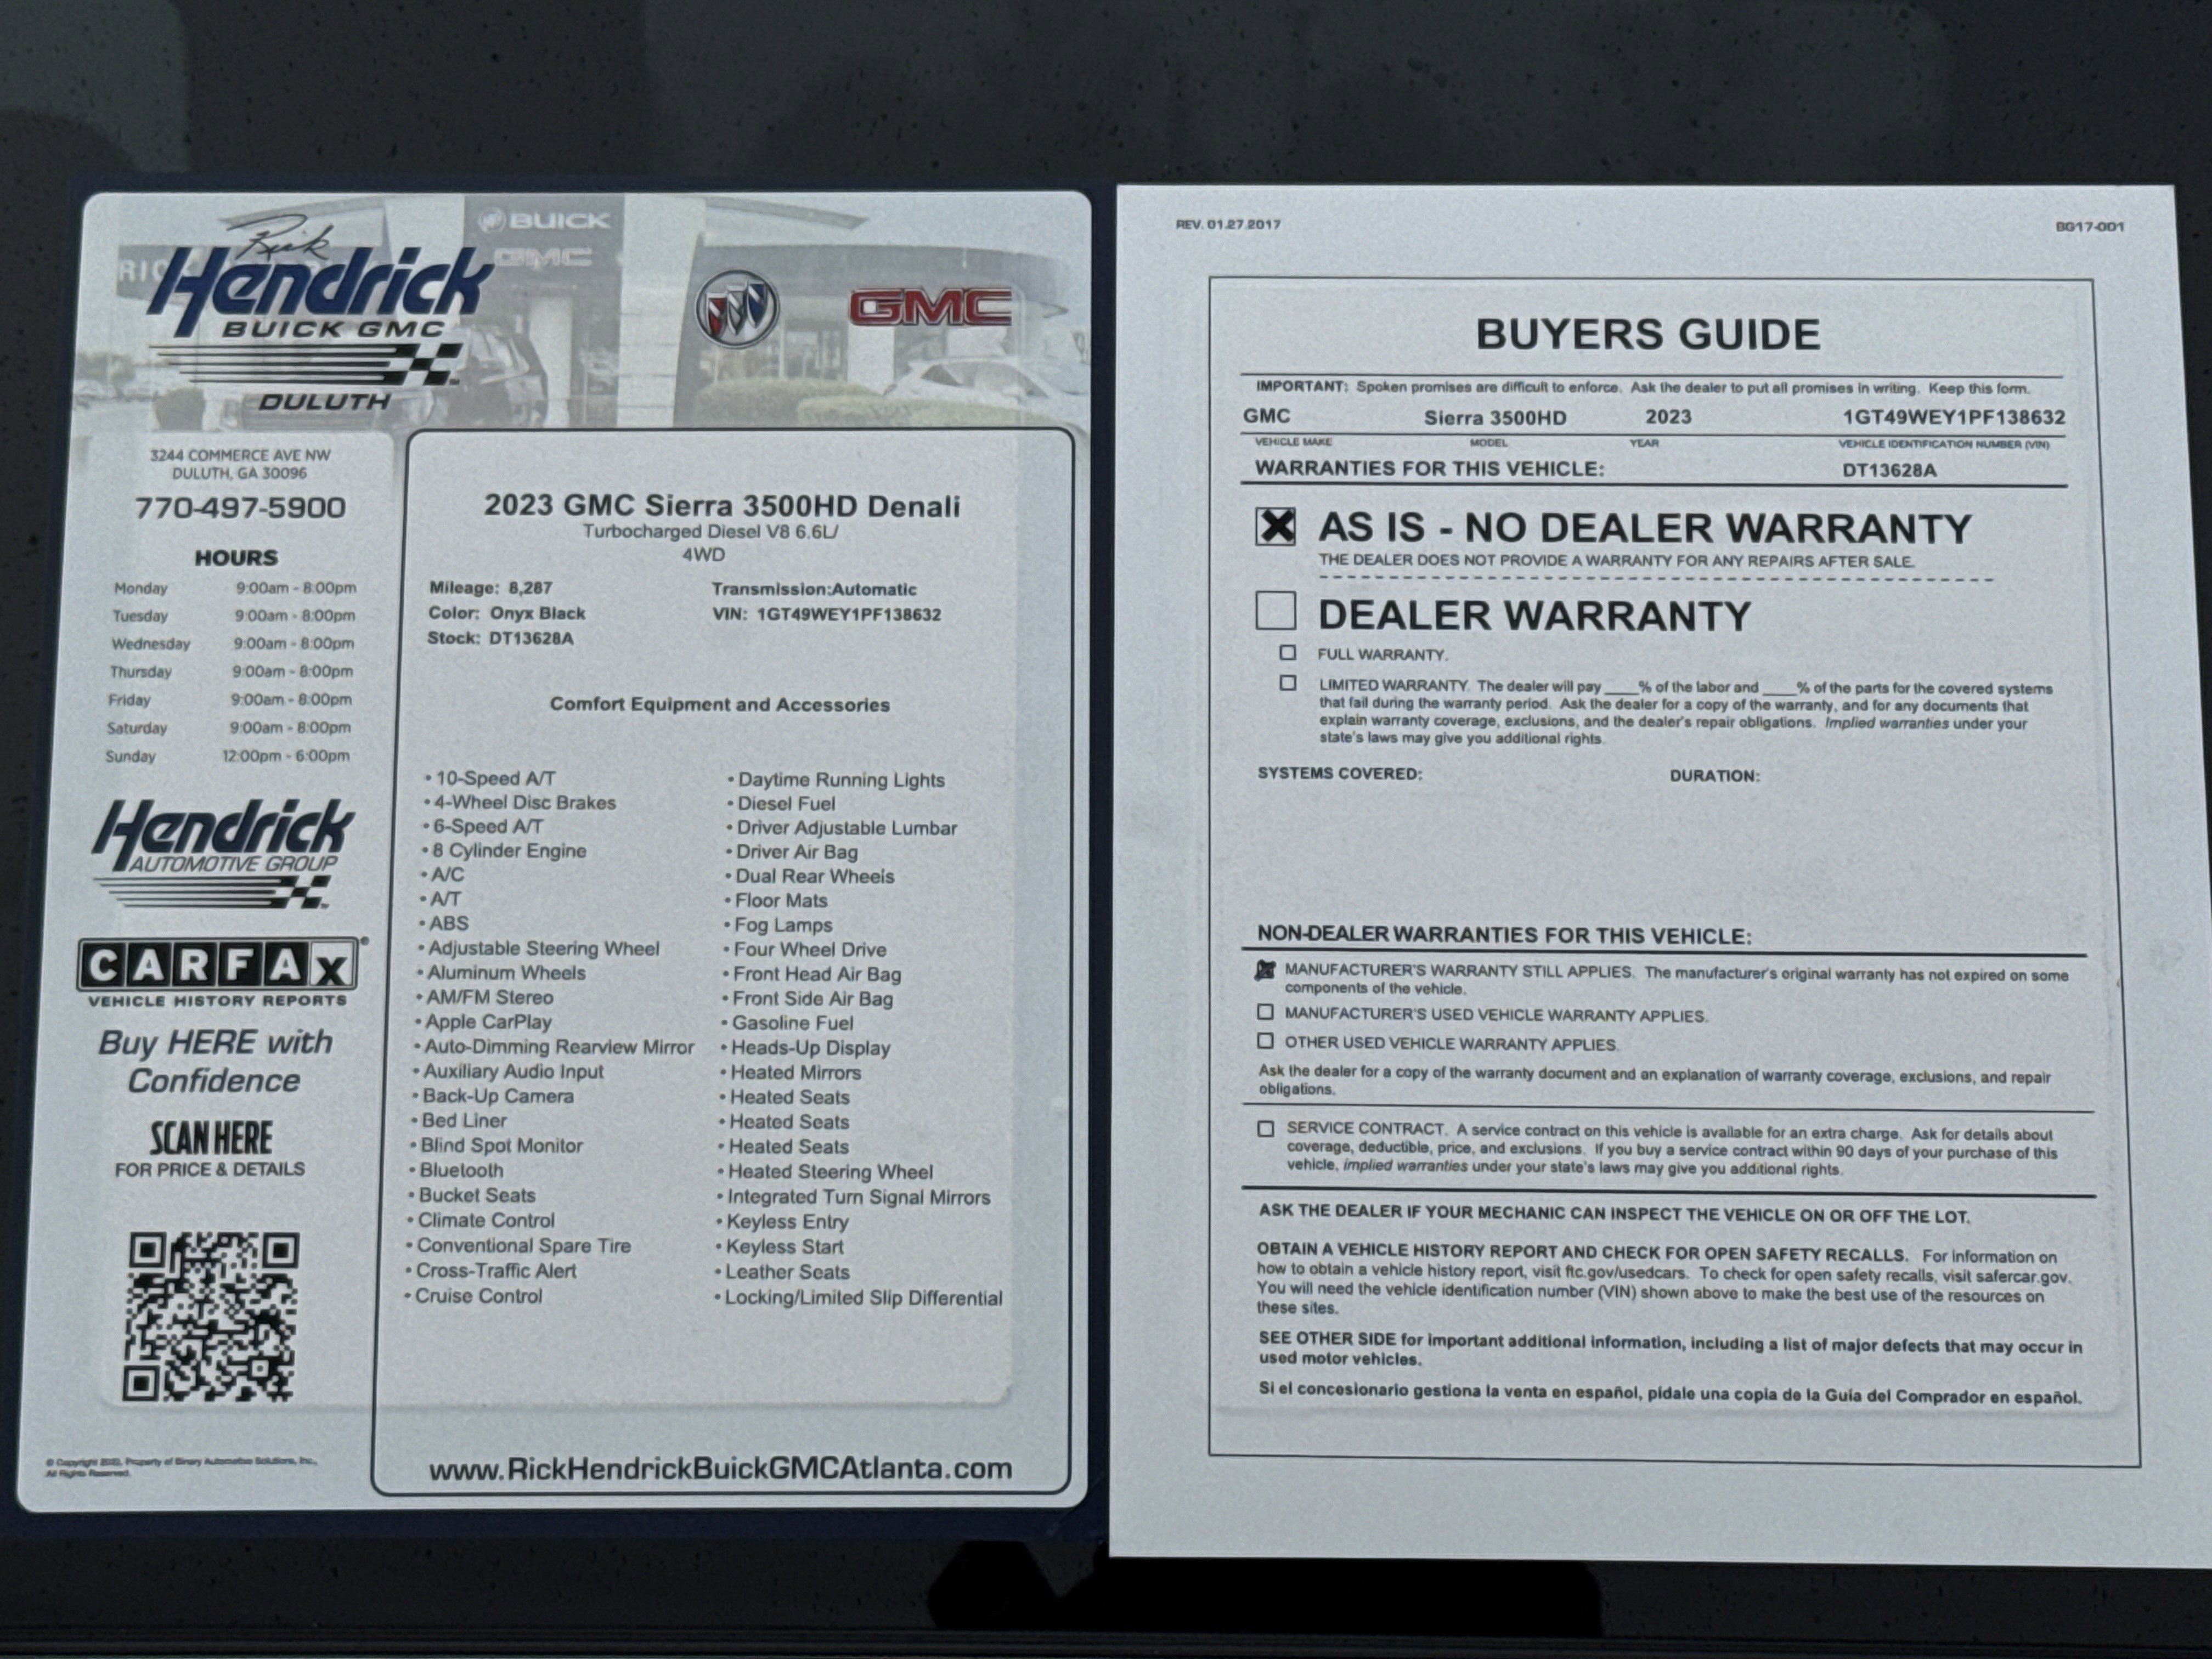 Rick
Hendrick
BUICK GMC
DULUTH
BUICK
GMC
GMC
3244 COMMERCE AVE NW
DULUTH, GA 30096
770-497-5900
HOURS
Monday 9:00am - 8:00pm
Tuesday 9:00am - 8:00pm
Wednesday 9:00am - 8:00pm
Thursday 9:00am - 8:00pm
Friday 9:00am - 8:00pm
Saturday 9:00am - 8:00pm
Sunday 12:00pm - 6:00pm
Hendrick
AUTOMOTIVE GROUP
CARFAX
VEHICLE HISTORY REPORTS
Buy HERE with
Confidence
SCAN HERE
FOR PRICE & DETAILS
2023 GMC Sierra 3500HD Denali
Turbocharged Diesel V8 6.6L/
4WD
Mileage: 8,287 Transmission:Automatic
Color: Onyx Black VIN: 1GT49WEY1PF138632
Stock: DT13628A
Comfort Equipment and Accessories
• 10-Speed A/T
• 4-Wheel Disc Brakes
• 6-Speed A/T
• 8 Cylinder Engine
• A/C
• A/T
• ABS
• Adjustable Steering Wheel
• Aluminum Wheels
• AM/FM Stereo
• Apple CarPlay
• Auto-Dimming Rearview Mirror
• Auxiliary Audio Input
• Back-Up Camera
• Bed Liner
• Blind Spot Monitor
• Bluetooth
• Bucket Seats
• Climate Control
• Conventional Spare Tire
• Cross-Traffic Alert
• Cruise Control
• Daytime Running Lights
• Diesel Fuel
• Driver Adjustable Lumbar
• Driver Air Bag
• Dual Rear Wheels
• Floor Mats
• Fog Lamps
• Four Wheel Drive
• Front Head Air Bag
• Front Side Air Bag
• Gasoline Fuel
• Heads-Up Display
• Heated Mirrors
• Heated Seats
• Heated Seats
• Heated Seats
• Heated Steering Wheel
• Integrated Turn Signal Mirrors
• Keyless Entry
• Keyless Start
• Leather Seats
• Locking/Limited Slip Differential
© Copyright Property of Binary Automotive Solutions, Inc.,
All Rights Reserved.
www.RickHendrickBuickGMCAtlanta.com
REV. 01.27.2017 BG17-001
BUYERS GUIDE
IMPORTANT: Spoken promises are difficult to enforce. Ask the dealer to put all promises in writing. Keep this form.
GMC Sierra 3500HD 2023 1GT49WEY1PF138632
VEHICLE MAKE MODEL YEAR VEHICLE IDENTIFICATION NUMBER (VIN)
WARRANTIES FOR THIS VEHICLE: DT13628A
AS IS - NO DEALER WARRANTY
THE DEALER DOES NOT PROVIDE A WARRANTY FOR ANY REPAIRS AFTER SALE.
DEALER WARRANTY
FULL WARRANTY.
LIMITED WARRANTY. The dealer will pay ____% of the labor and ____% of the parts for the covered systems
that fail during the warranty period. Ask the dealer for a copy of the warranty, and for any documents that
explain warranty coverage, exclusions, and the dealer's repair obligations. Implied warranties under your
state's laws may give you additional rights.
SYSTEMS COVERED: DURATION:
NON-DEALER WARRANTIES FOR THIS VEHICLE:
MANUFACTURER'S WARRANTY STILL APPLIES. The manufacturer's original warranty has not expired on some
components of the vehicle.
MANUFACTURER'S USED VEHICLE WARRANTY APPLIES.
OTHER USED VEHICLE WARRANTY APPLIES.
Ask the dealer for a copy of the warranty document and an explanation of warranty coverage, exclusions, and repair
obligations.
SERVICE CONTRACT. A service contract on this vehicle is available for an extra charge. Ask for details about
coverage, deductible, price, and exclusions. If you buy a service contract within 90 days of your purchase of this
vehicle, implied warranties under your state's laws may give you additional rights.
ASK THE DEALER IF YOUR MECHANIC CAN INSPECT THE VEHICLE ON OR OFF THE LOT.
OBTAIN A VEHICLE HISTORY REPORT AND CHECK FOR OPEN SAFETY RECALLS. For information on
how to obtain a vehicle history report, visit ftc.gov/usedcars. To check for open safety recalls, visit safercar.gov.
You will need the vehicle identification number (VIN) shown above to make the best use of the resources on
these sites.
SEE OTHER SIDE for important additional information, including a list of major defects that may occur in
used motor vehicles.
Si el concesionario gestiona la venta en español, pídale una copia de la Guía del Comprador en español.